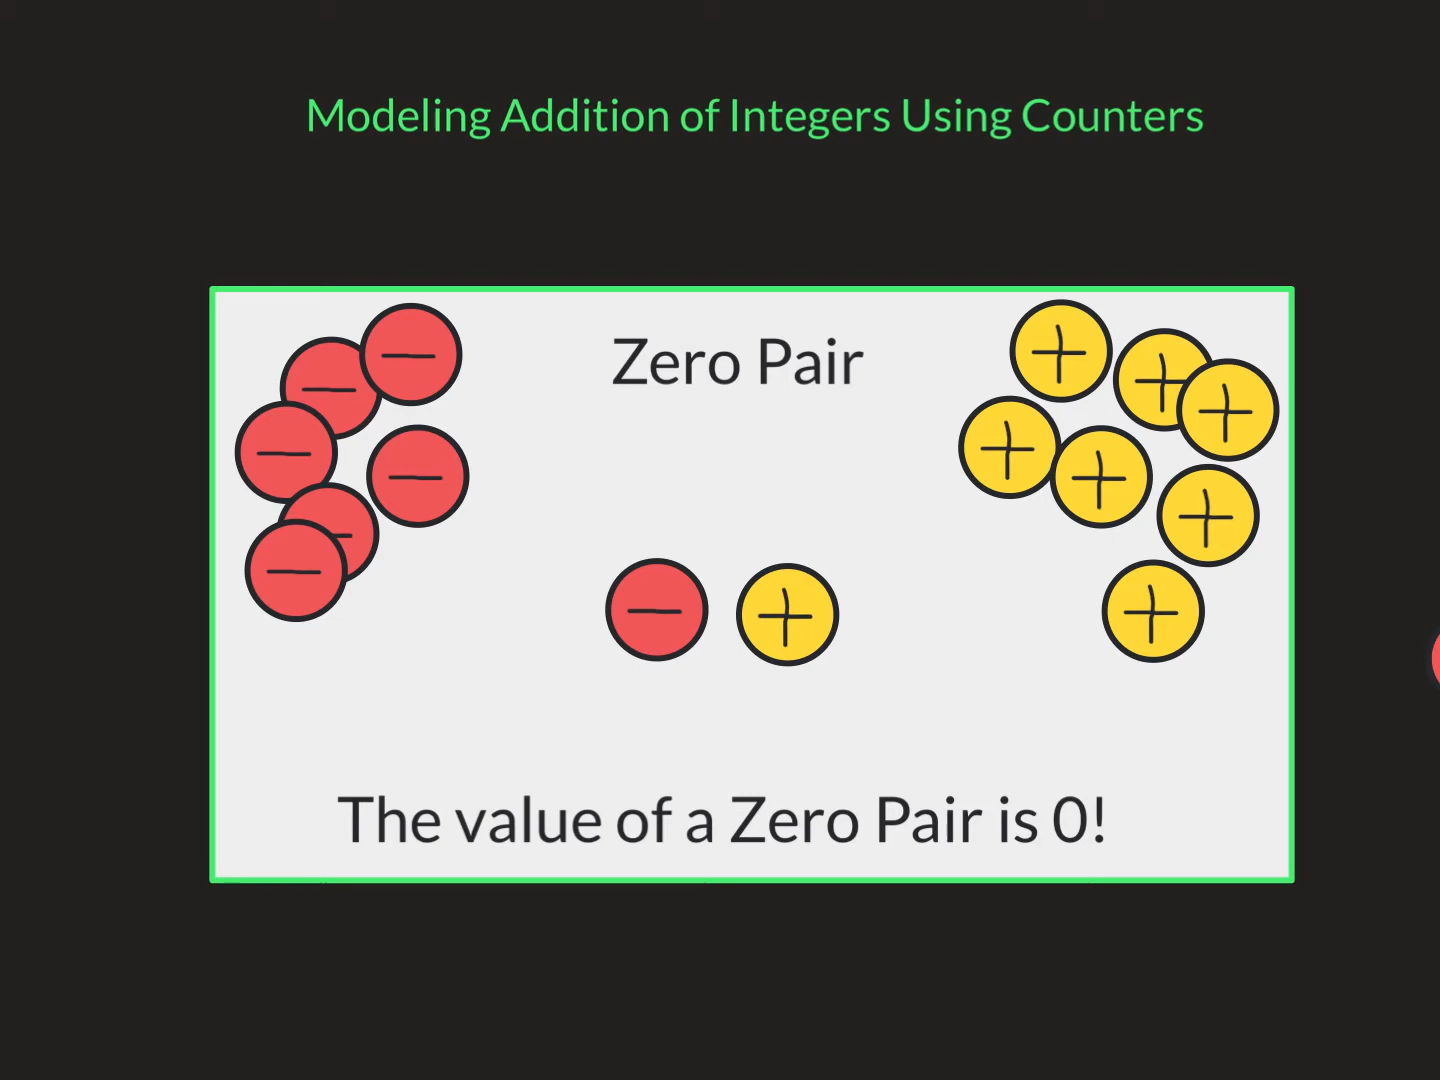 Modeling Addition of Integers Using Counters
Zero Pair
The value of a Zero Pair is 0!